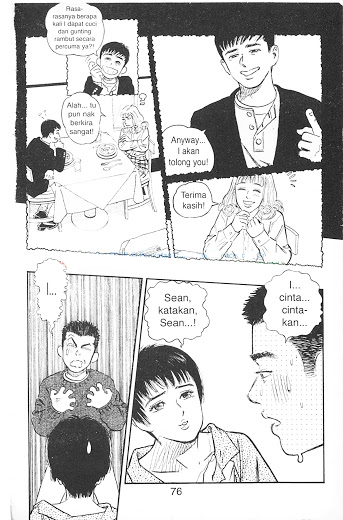 Rasa-
rasanya berapa
kali I dapat cuci
dan gunting
rambut secara
percuma ya?!
Alah... tu
pun nak
berkira
sangat!
Anyway...
I akan
tolong you!
Terima
kasih!
I...
Sean,
katakan,
Sean...!
I...
cinta...
cinta-
kan...
76